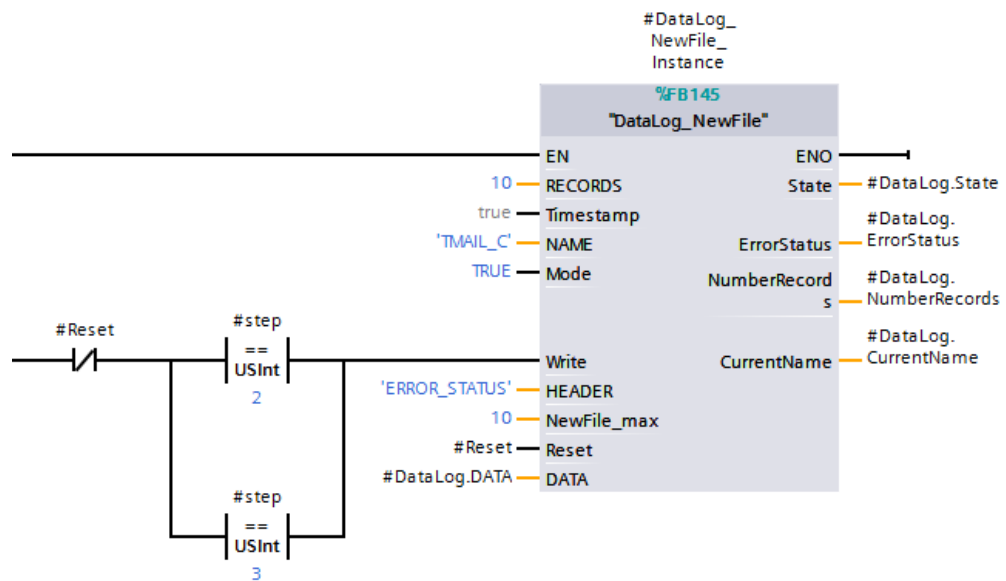 #DataLog_
NewFile_
Instance
%FB145
"DataLog_NewFile"
EN ENO
10 RECORDS State #DataLog.State
true Timestamp
'TMAIL_C' NAME ErrorStatus #DataLog.
ErrorStatus
TRUE Mode NumberRecord
s #DataLog.
NumberRecords
#Reset
#step
==
USInt
2
Write CurrentName #DataLog.
CurrentName
'ERROR_STATUS' HEADER
10 NewFile_max
#Reset Reset
#DataLog.DATA DATA
#step
==
USInt
3